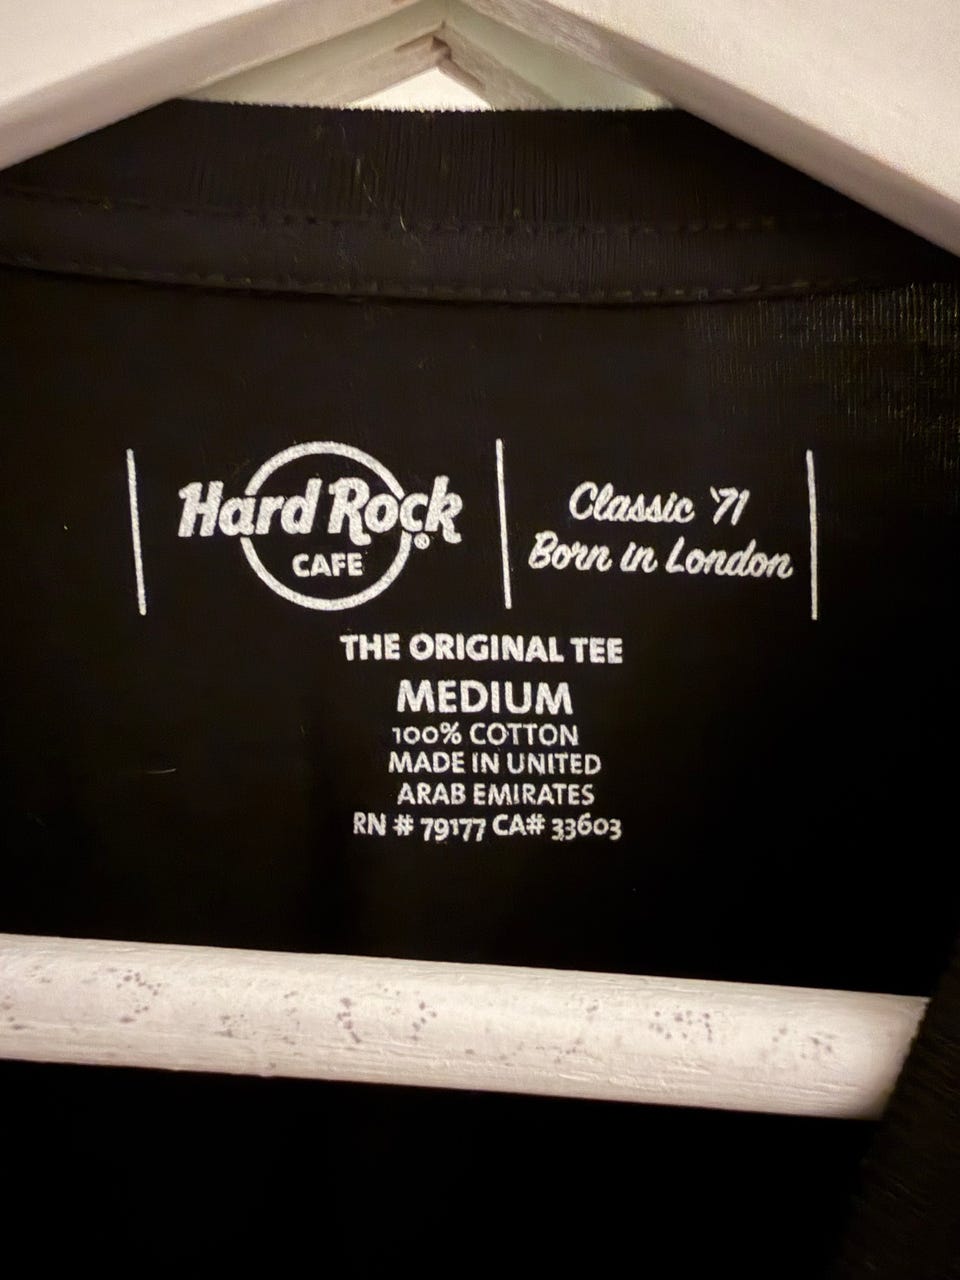 Hard Rock®
CAFE
Classic '71
Born in London
THE ORIGINAL TEE
MEDIUM
100% COTTON
MADE IN UNITED
ARAB EMIRATES
RN # 79177 CA# 33603